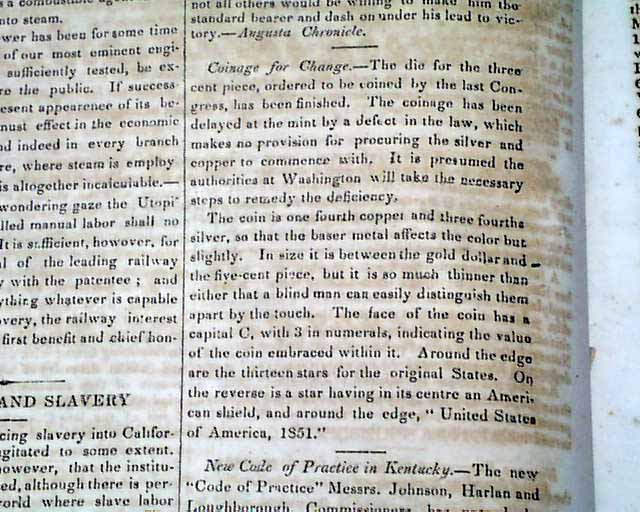 s a combustible agent
nto steam.
wer has been for some time
of our most eminent engi-
sufficiently tested, be ex-
re the public. If success-
resent appearence of its be-
must effect in the economic
nd indeed in every branch
re, where steam is employ
is altogether incalculable.—
wondering gaze the Utopi
lled manual labor shall no
It is sufficient, however, for
al of the leading railway
y with the patentee ; and
ything whatever is capable
overy, the railway interest
first benefit and chief hon-
AND SLAVERY
cing slavery into Califor-
agitated to some extent.
however, that the institu-
ed, although there is per-
world where slave labor
not all others would be willing to make him the
standard bearer and dash on under his lead to vic-
tory.—Augusta Chronicle.
Coinage for Change.—The die for the three
cent piece, ordered to be coined by the last Con-
gress, has been finished. The coinage has been
delayed at the mint by a defect in the law, which
makes no provision for procuring the silver and
copper to commence with. It is presumed the
authorities at Washington will take the necessary
steps to remedy the deficiency,
The coin is one fourth copper and three fourths
silver, so that the baser metal affects the color but
slightly. In size it is between the gold dollar and
the five-cent piece, but it is so much thinner than
either that a blind man can easily distinguish them
apart by the touch. The face of the coin has a
capital C, with 3 in numerals, indicating the value
of the coin embraced within it. Around the edge
are the thirteen stars for the original States. On
the reverse is a star having in its centre an Ameri-
can shield, and around the edge, “ United States
of America, 1851.”
New Code of Practice in Kentucky.—The new
“Code of Practice” Messrs. Johnson, Harlan and
Loughborough, Commissioners, has